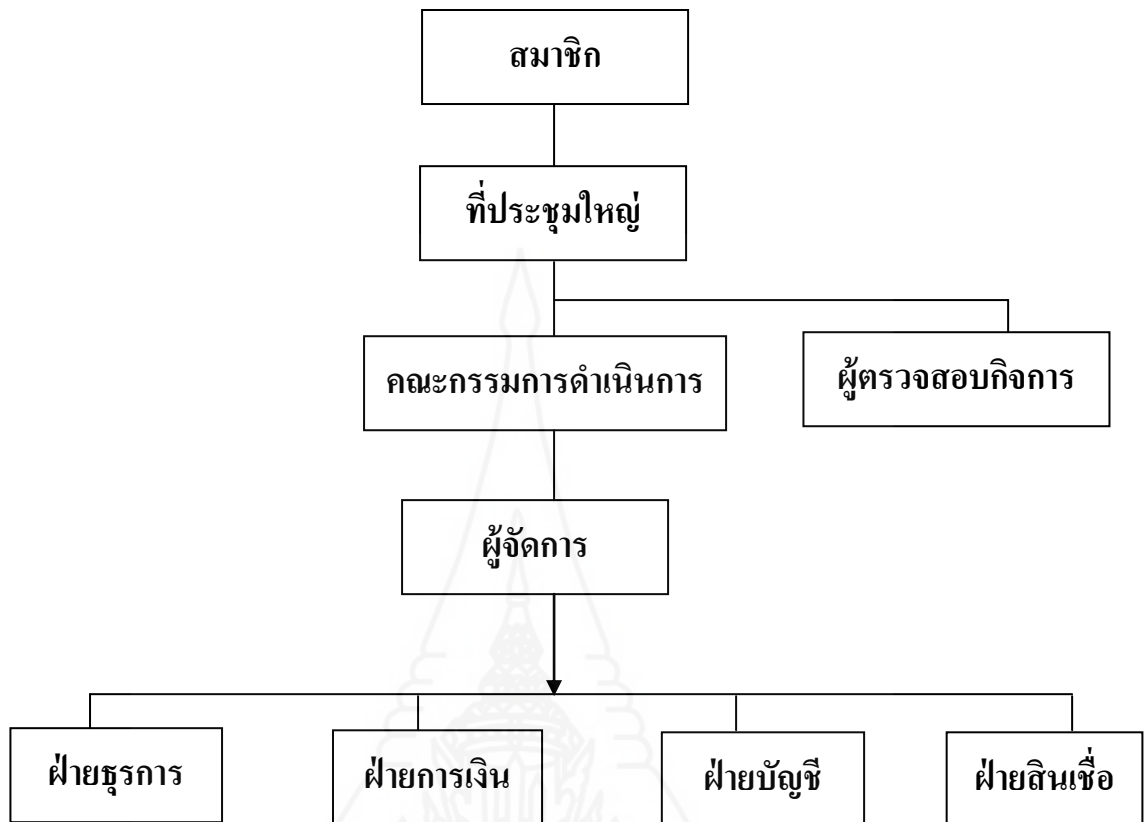 สมาชิก
ที่ประชุมใหญ่
คณะกรรมการดำเนินการ
ผู้ตรวจสอบกิจการ
ผู้จัดการ
ฝ่ายธุรการ
ฝ่ายการเงิน
ฝ่ายบัญชี
ฝ่ายสินเชื่อ